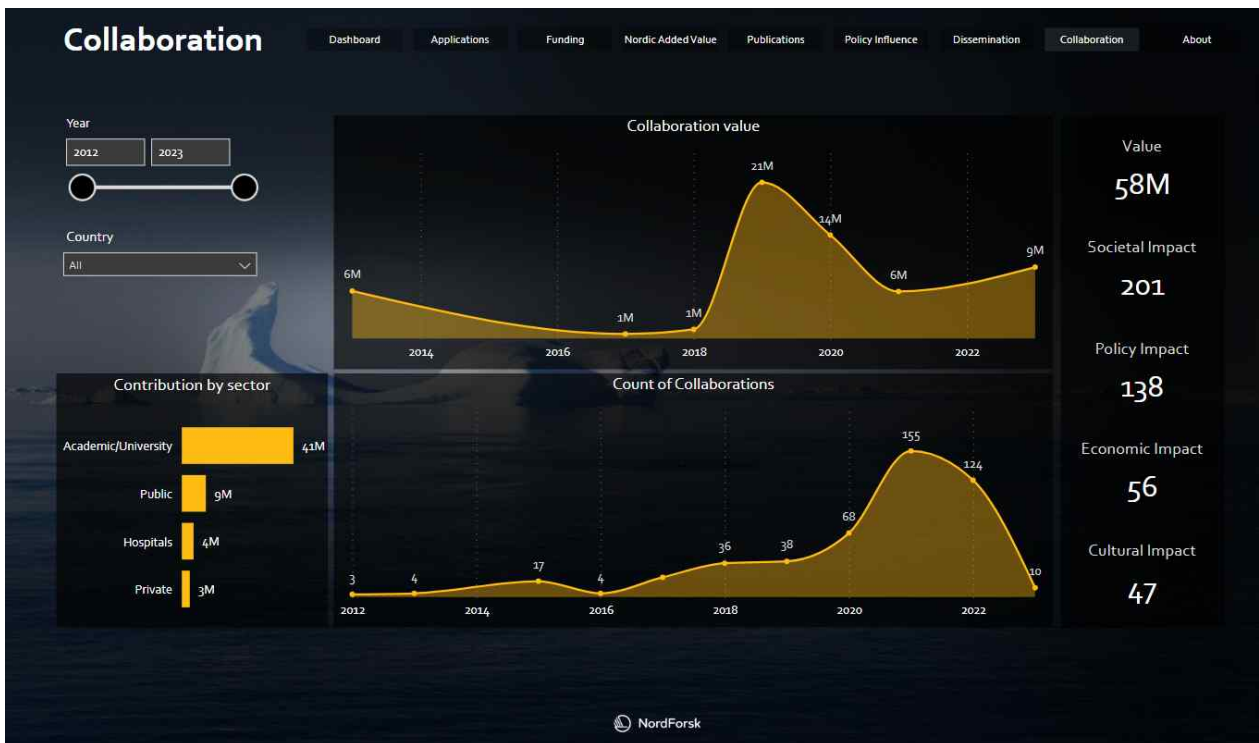 Collaboration
Dashboard
Applications
Funding
Nordic Added Value
Publications
Policy Influence
Dissemination
Collaboration
About
Year
2012
2023
Country
All
Collaboration value
6M
1M
1M
21M
14M
6M
9M
2014
2016
2018
2020
2022
Contribution by sector
Academic/University
41M
Public
9M
Hospitals
4M
Private
3M
Count of Collaborations
3
4
17
4
36
38
68
155
124
10
2012
2014
2016
2018
2020
2022
Value
58M
Societal Impact
201
Policy Impact
138
Economic Impact
56
Cultural Impact
47
NordForsk